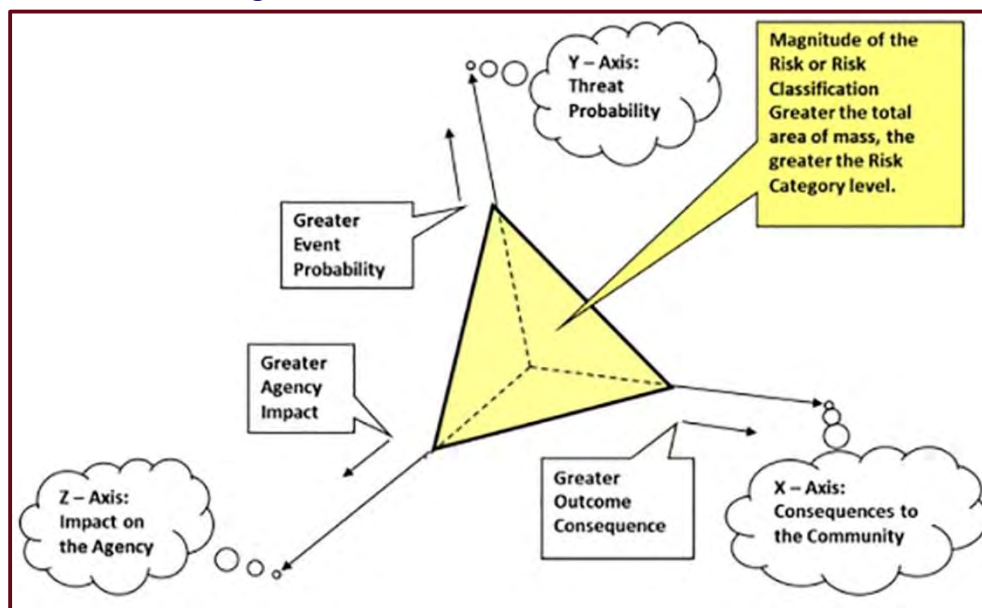 Y – Axis:
Threat
Probability
Magnitude of the
Risk or Risk
Classification
Greater the total
area of mass, the
greater the Risk
Category level.
Greater
Event
Probability
Greater
Agency
Impact
Z – Axis:
Impact on
the Agency
Greater
Outcome
Consequence
X – Axis:
Consequences to
the Community